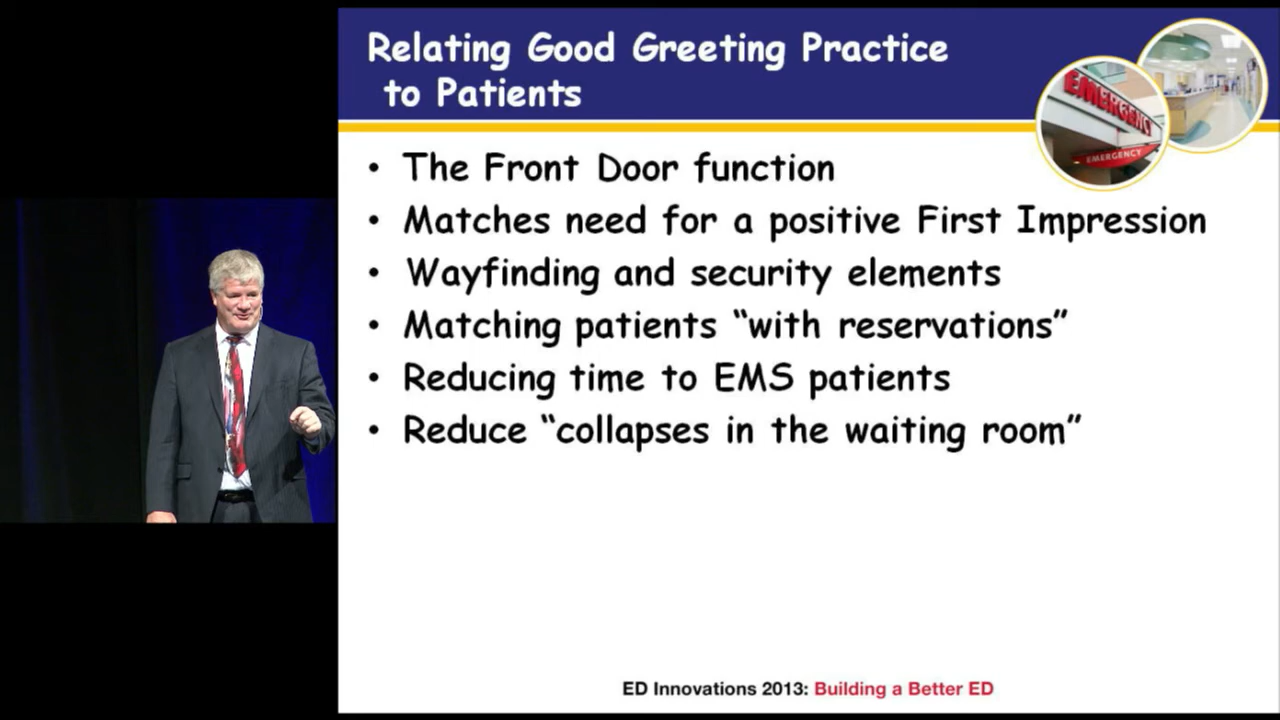 Relating Good Greeting Practice
to Patients
EMERGENC
EMERGENCY
• The Front Door function
• Matches need for a positive First Impression
• Wayfinding and security elements
• Matching patients “with reservations”
• Reducing time to EMS patients
• Reduce “collapses in the waiting room”
ED Innovations 2013: Building a Better ED